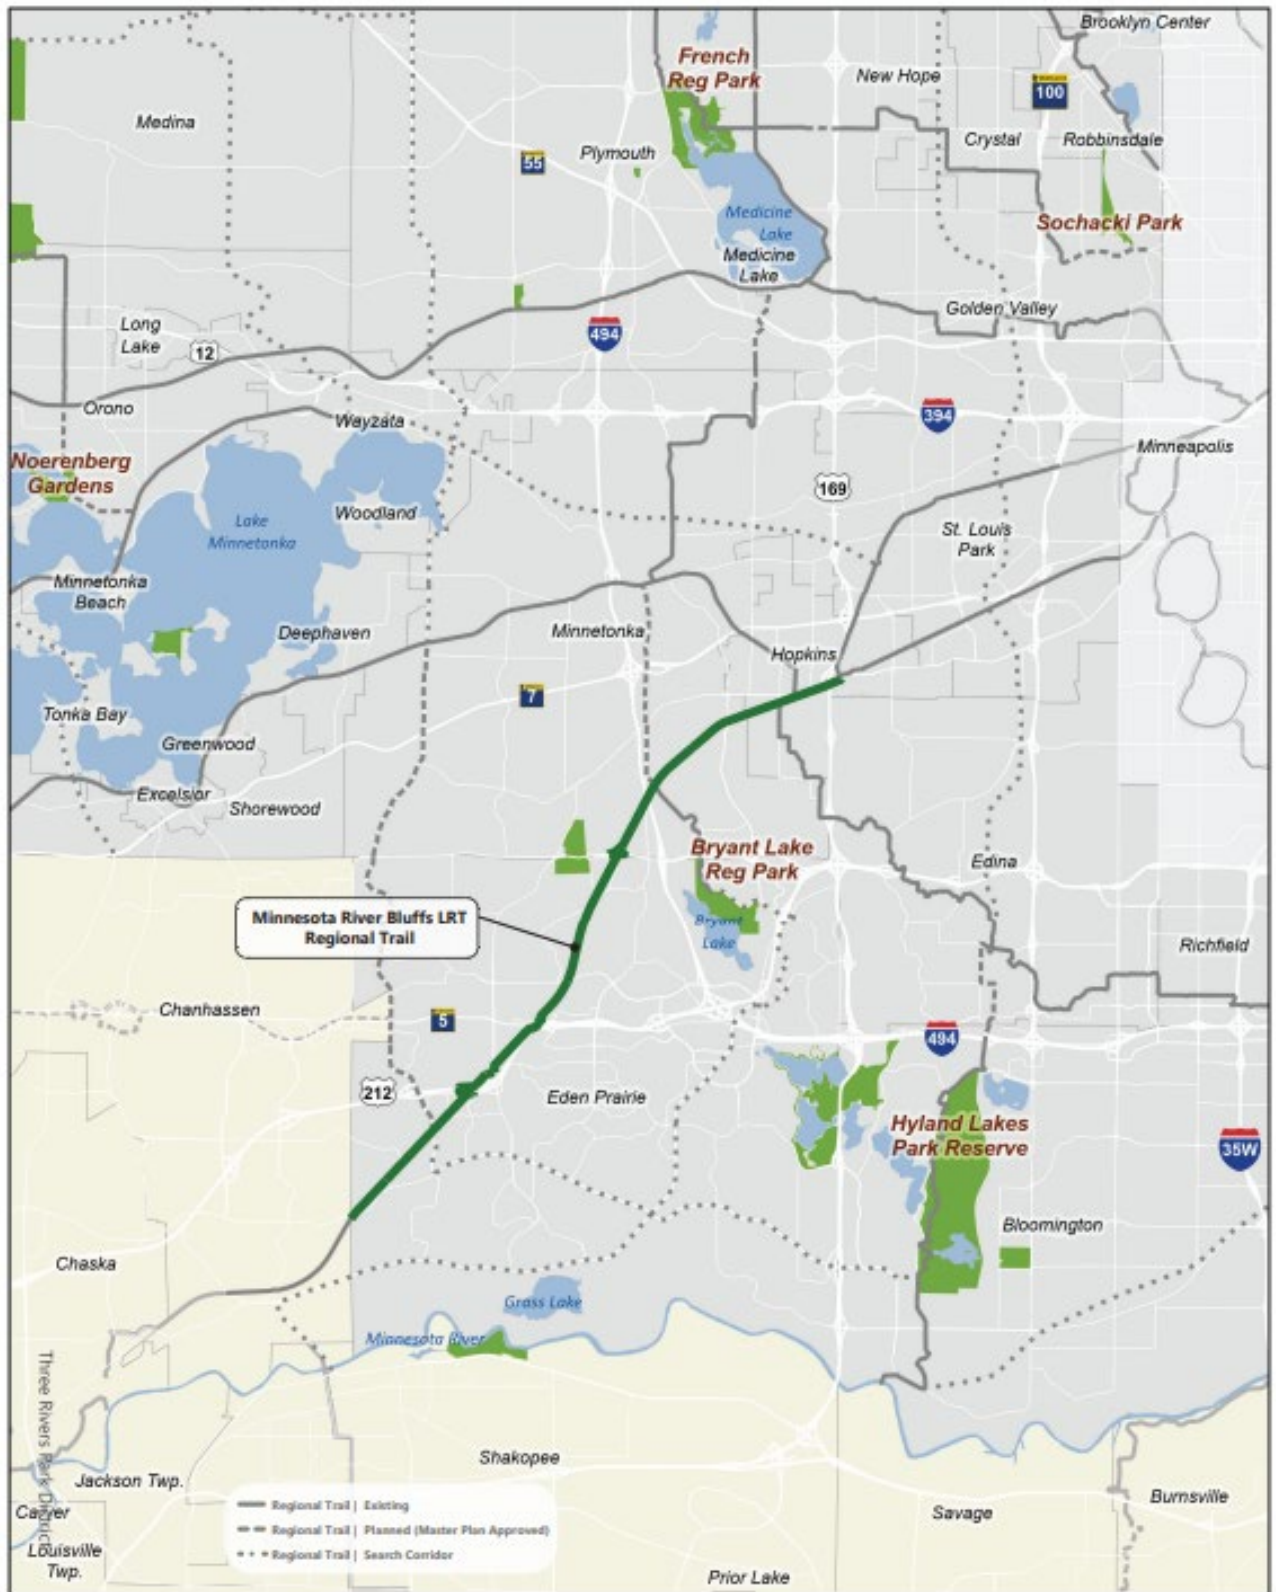 Brooklyn Center
French
Reg Park
New Hope
100
Medina
Crystal
Robbinsdale
55
Plymouth
Sochacki Park
Medicine
Lake
Medicine
Lake
Golden Valley
Long
Lake
12
494
Orono
Wayzata
394
Minneapolis
Noerenberg
Gardens
169
Woodland
Lake
Minnetonka
St. Louis
Park
Minnetonka
Beach
Deephaven
Minnetonka
Hopkins
7
Tonka Bay
Greenwood
Excelsior
Shorewood
Bryant Lake
Reg Park
Edina
Minnesota River Bluffs LRT
Regional Trail
Bryant
Lake
Richfield
Chanhassen
5
494
212
Eden Prairie
Hyland Lakes
Park Reserve
35W
Bloomington
Chaska
Grass Lake
Minnesota River
Three Rivers Park District
Shakopee
Jackson Twp.
Regional Trail | Existing
Regional Trail | Planned (Master Plan Approved)
Regional Trail | Search Corridor
Carver
Savage
Burnsville
Louisville
Twp.
Prior Lake